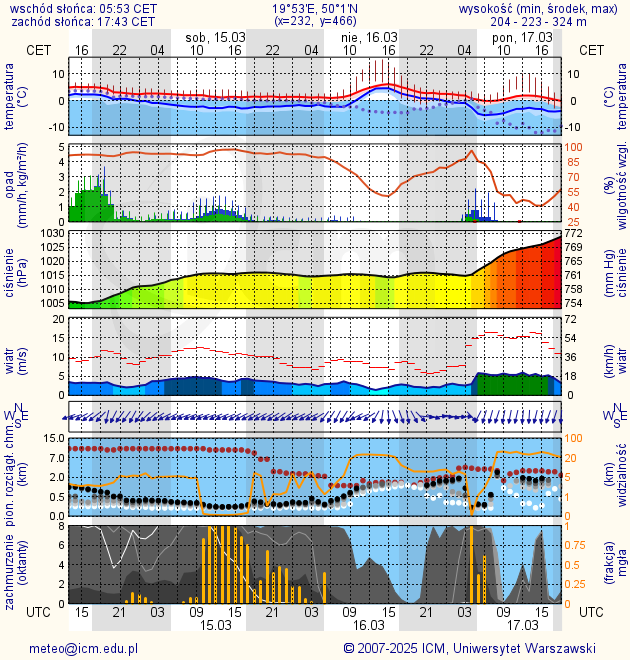 wschód słońca: 05:53 CET 19°53'E, 50°1'N wysokość (min, środek, max)
zachód słońca: 17:43 CET (x=232, y=466) 204 - 223 - 324 m
sob, 15.03 nie, 16.03 pon, 17.03
CET 16 22 04 10 16 22 04 10 16 22 04 10 16 CET
temperatura (°C)
10
0
-10
10
0
-10
temperatura (°C)
opad (mm/h, kg/m²/h)
5
4
3
2
1
0
100
85
70
55
40
25
(%) wilgotność wzgl.
ciśnienie (hPa)
1030
1025
1020
1015
1010
1005
772
769
765
761
758
754
(mm Hg) ciśnienie
wiatr (m/s)
20
15
10
5
0
72
54
36
18
0
(km/h) wiatr
N
W E
S
N
W E
S
pion. rozciągł. chm. (km)
15.0
7.0
2.0
0.5
0.0
100
20
5
1
0
(km) widzialność
zachmurzenie (oktanty)
8
6
4
2
0
1
0.75
0.5
0.25
0
(frakcja) mgła
UTC 15 21 03 09 15 21 03 09 15 21 03 09 15 UTC
15.03 16.03 17.03
meteo@icm.edu.pl © 2007-2025 ICM, Uniwersytet Warszawski